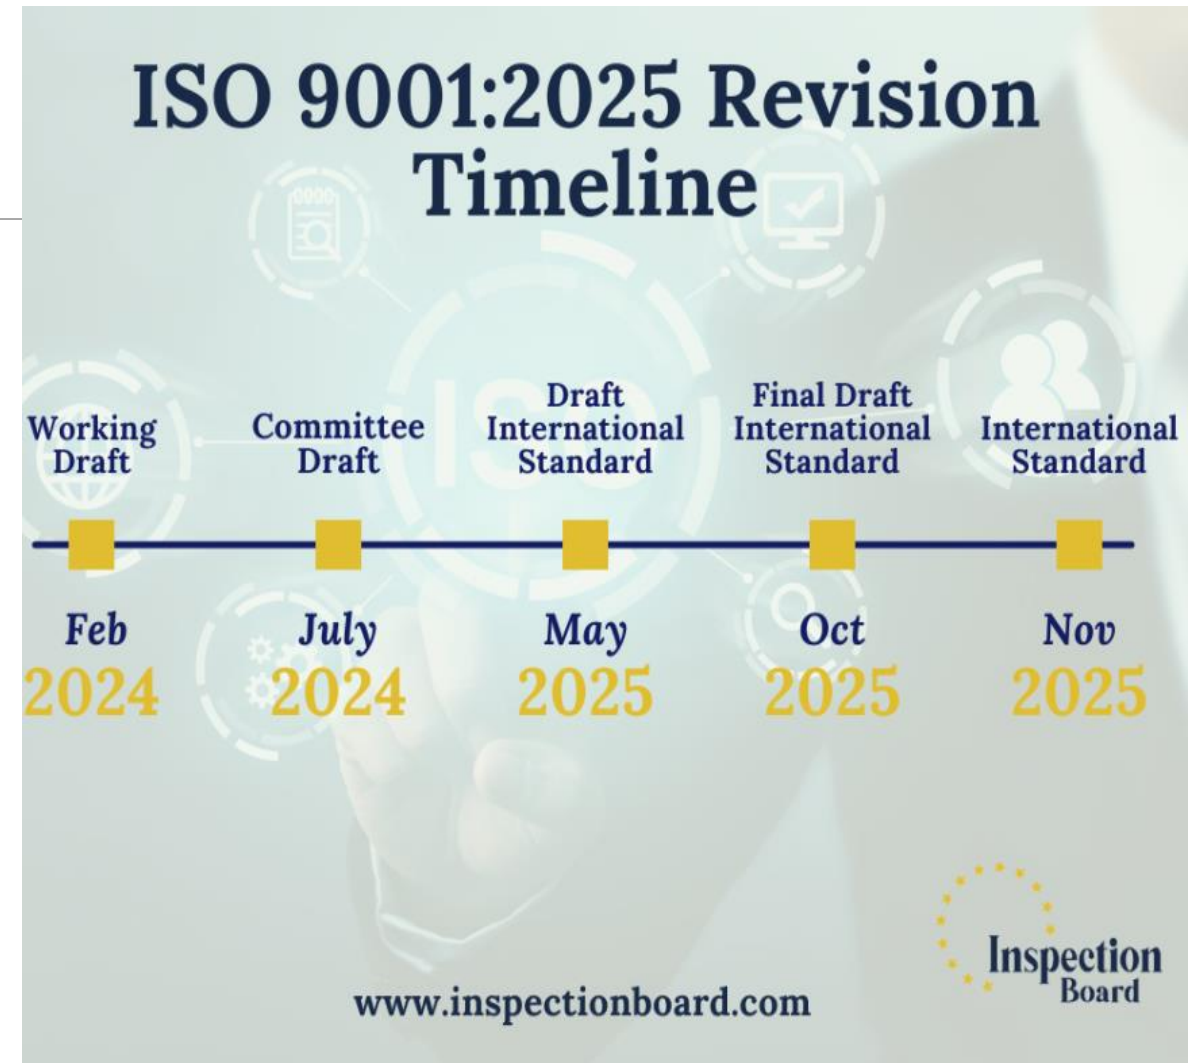 ISO 9001:2025 Revision
Timeline
Working
Draft
Committee
Draft
Draft
International
Standard
Final Draft
International
Standard
International
Standard
ISO
Feb
2024
July
2024
May
2025
Oct
2025
Nov
2025
Inspection
Board
www.inspectionboard.com